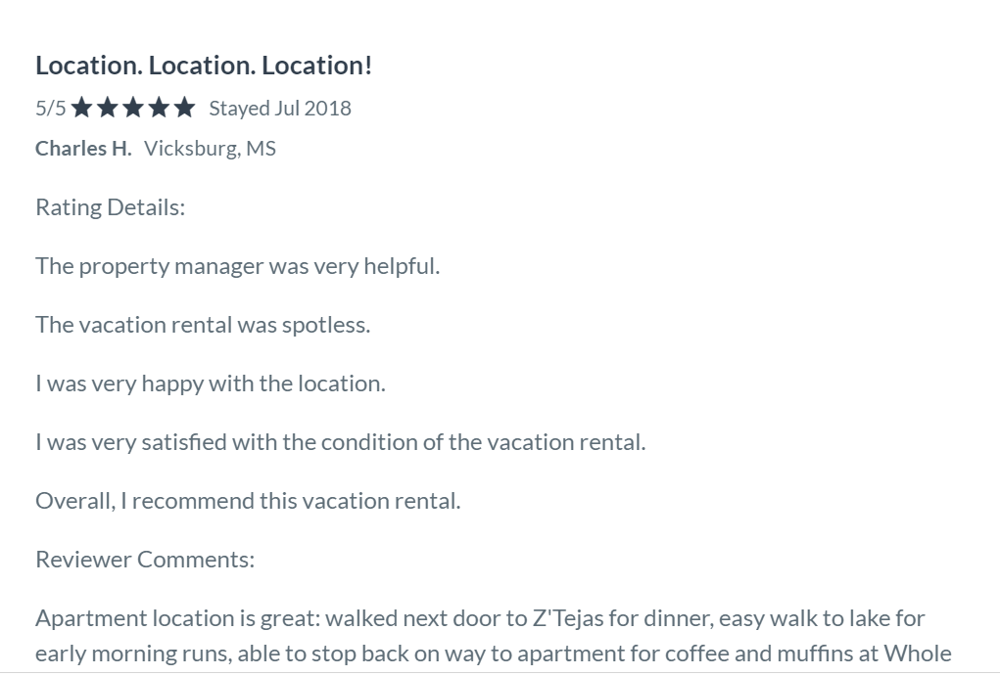 Location. Location. Location!
5/5 ★★★★★ Stayed Jul 2018
Charles H. Vicksburg, MS
Rating Details:
The property manager was very helpful.
The vacation rental was spotless.
I was very happy with the location.
I was very satisfied with the condition of the vacation rental.
Overall, I recommend this vacation rental.
Reviewer Comments:
Apartment location is great: walked next door to Z'Tejas for dinner, easy walk to lake for
early morning runs, able to stop back on way to apartment for coffee and muffins at Whole